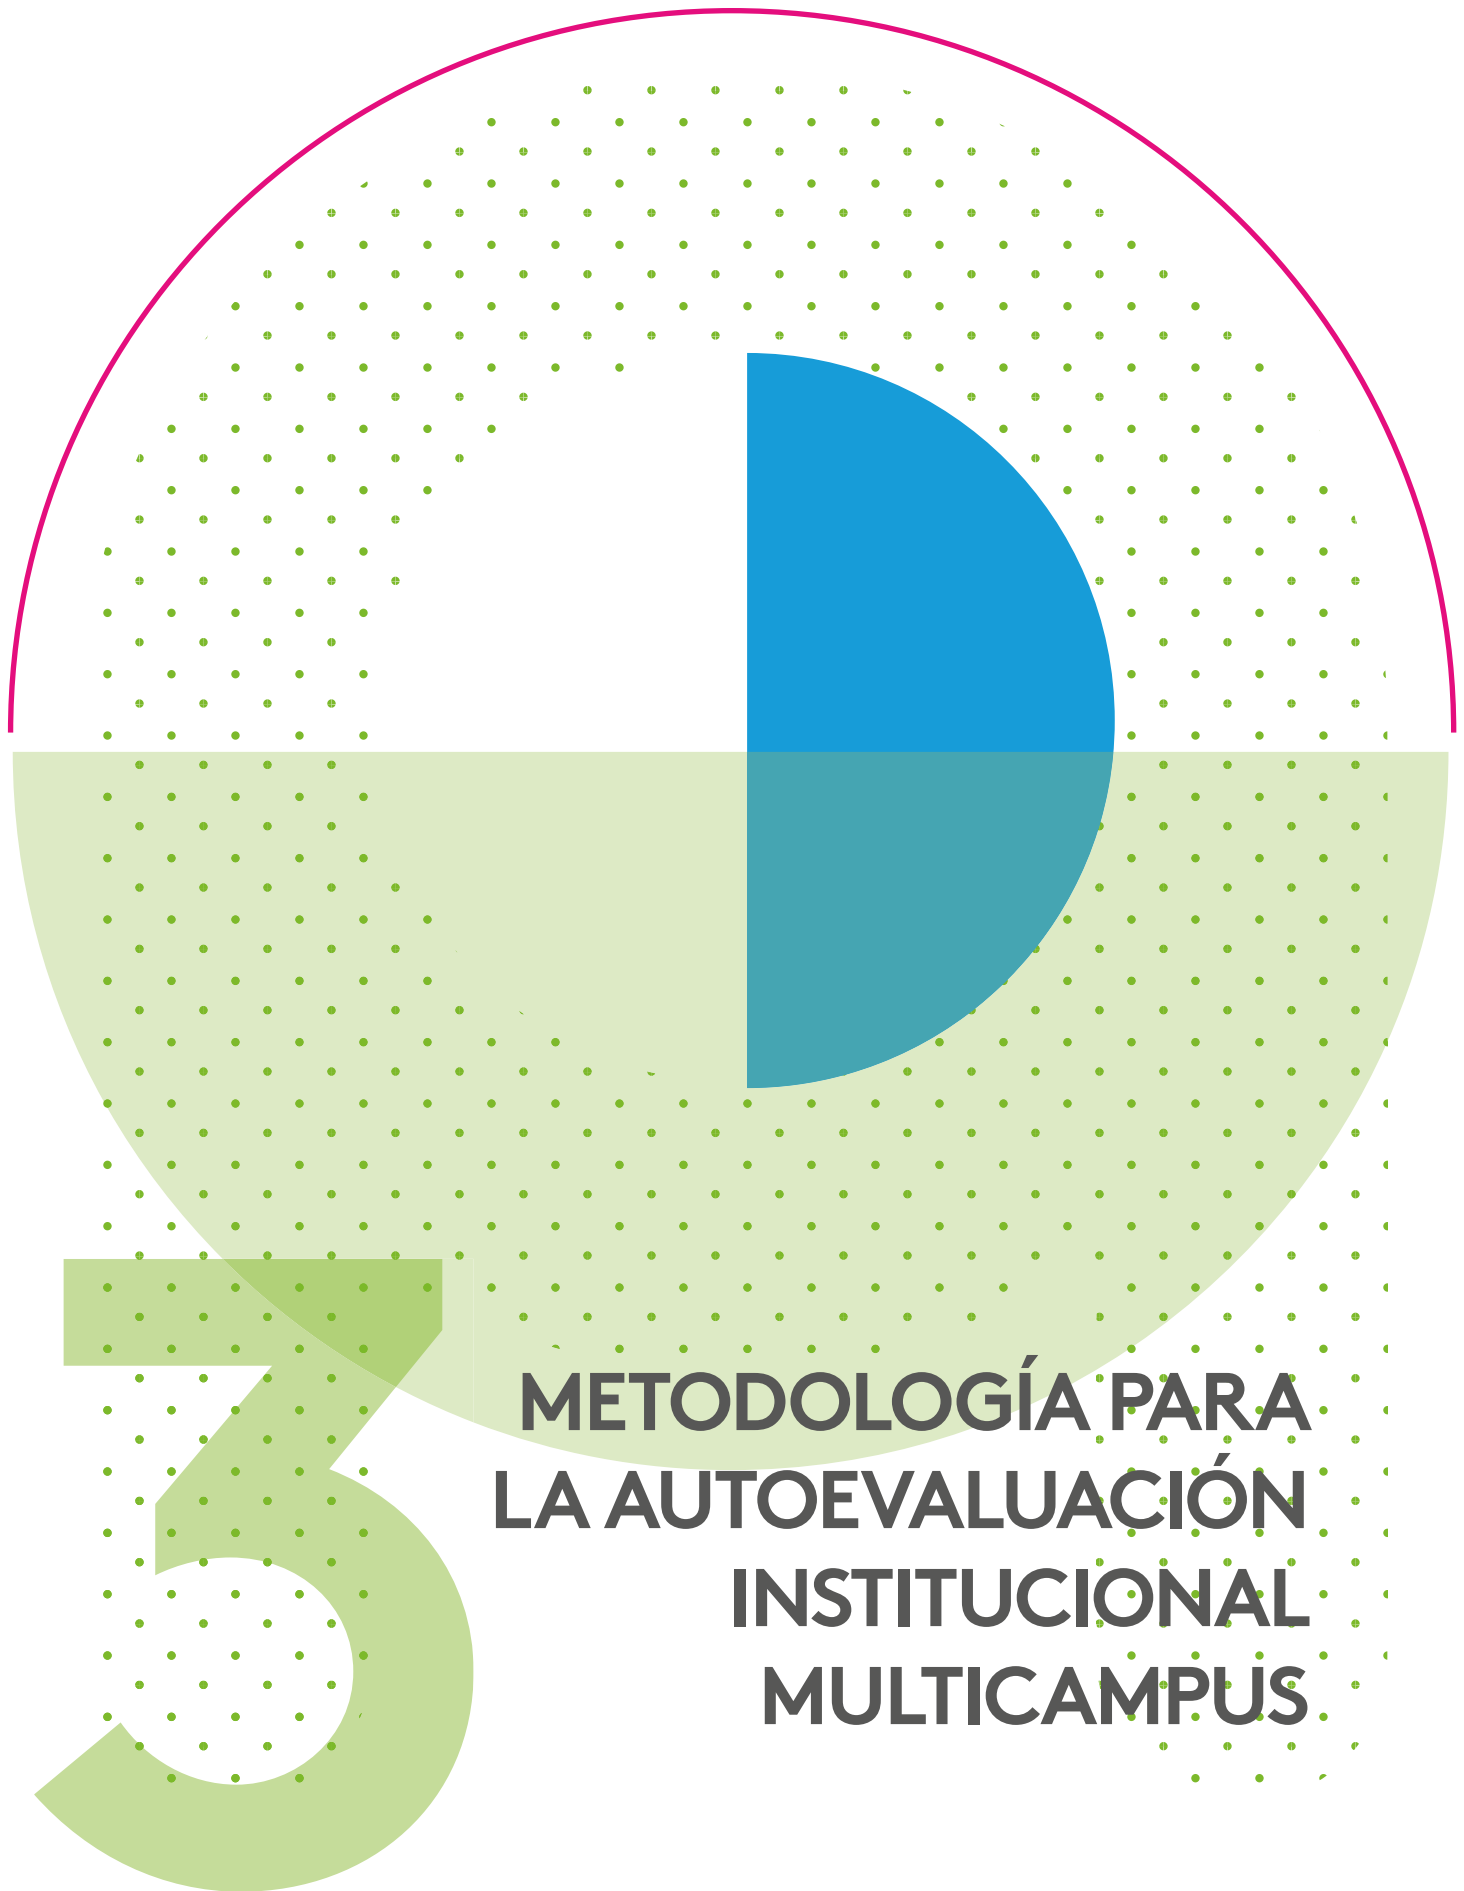 3
METODOLOGÍA PARA
LA AUTOEVALUACIÓN
INSTITUCIONAL
MULTICAMPUS